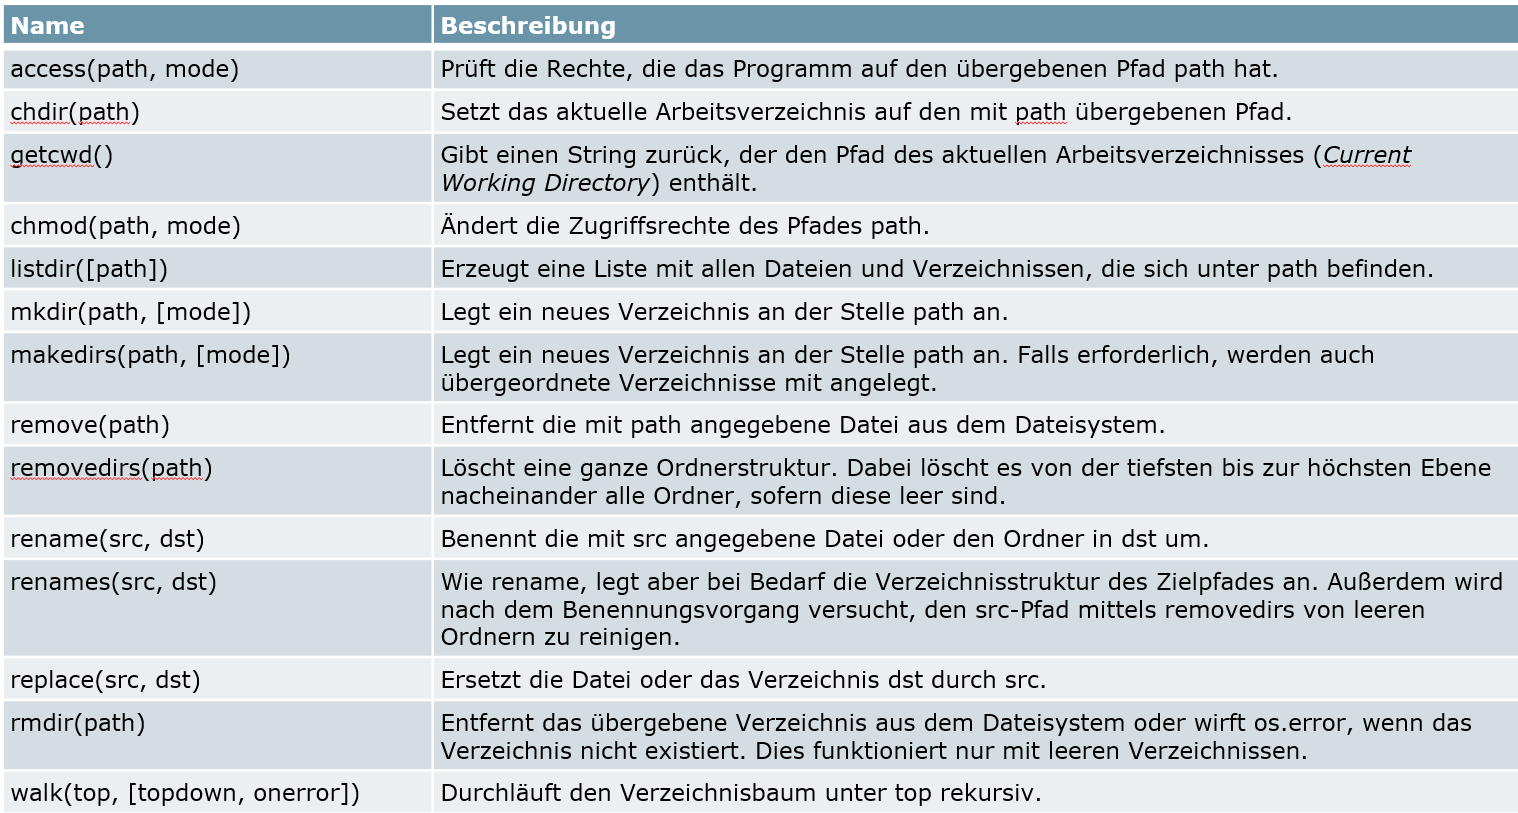 Name Beschreibung
access(path, mode) Prüft die Rechte, die das Programm auf den übergebenen Pfad path hat.
chdir(path) Setzt das aktuelle Arbeitsverzeichnis auf den mit path übergebenen Pfad.
getcwd() Gibt einen String zurück, der den Pfad des aktuellen Arbeitsverzeichnisses (Current
Working Directory) enthält.
chmod(path, mode) Ändert die Zugriffsrechte des Pfades path.
listdir([path]) Erzeugt eine Liste mit allen Dateien und Verzeichnissen, die sich unter path befinden.
mkdir(path, [mode]) Legt ein neues Verzeichnis an der Stelle path an.
makedirs(path, [mode]) Legt ein neues Verzeichnis an der Stelle path an. Falls erforderlich, werden auch
übergeordnete Verzeichnisse mit angelegt.
remove(path) Entfernt die mit path angegebene Datei aus dem Dateisystem.
removedirs(path) Löscht eine ganze Ordnerstruktur. Dabei löscht es von der tiefsten bis zur höchsten Ebene
nacheinander alle Ordner, sofern diese leer sind.
rename(src, dst) Benennt die mit src angegebene Datei oder den Ordner in dst um.
renames(src, dst) Wie rename, legt aber bei Bedarf die Verzeichnisstruktur des Zielpfades an. Außerdem wird
nach dem Benennungsvorgang versucht, den src-Pfad mittels removedirs von leeren
Ordnern zu reinigen.
replace(src, dst) Ersetzt die Datei oder das Verzeichnis dst durch src.
rmdir(path) Entfernt das übergebene Verzeichnis aus dem Dateisystem oder wirft os.error, wenn das
Verzeichnis nicht existiert. Dies funktioniert nur mit leeren Verzeichnissen.
walk(top, [topdown, onerror]) Durchläuft den Verzeichnisbaum unter top rekursiv.